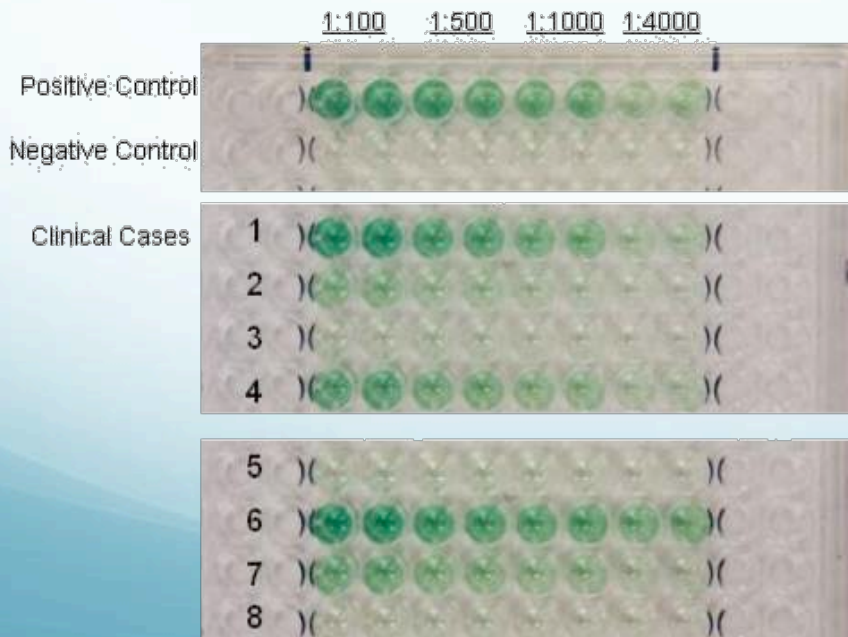 1:100 1:500 1:1000 1:4000
Positive Control
Negative Control
Clinical Cases
1
2
3
4
5
6
7
8